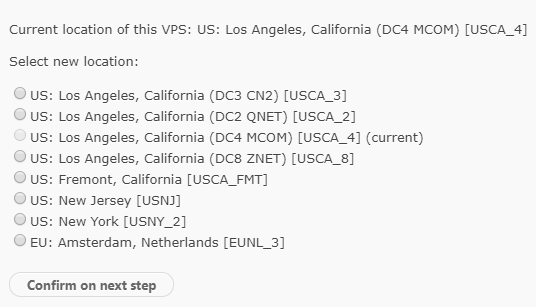 Current location of this VPS: US: Los Angeles, California (DC4 MCOM) [USCA_4]
Select new location:
US: Los Angeles, California (DC3 CN2) [USCA_3]
US: Los Angeles, California (DC2 QNET) [USCA_2]
US: Los Angeles, California (DC4 MCOM) [USCA_4] (current)
US: Los Angeles, California (DC8 ZNET) [USCA_8]
US: Fremont, California [USCA_FMT]
US: New Jersey [USNJ]
US: New York [USNY_2]
EU: Amsterdam, Netherlands [EUNL_3]
Confirm on next step